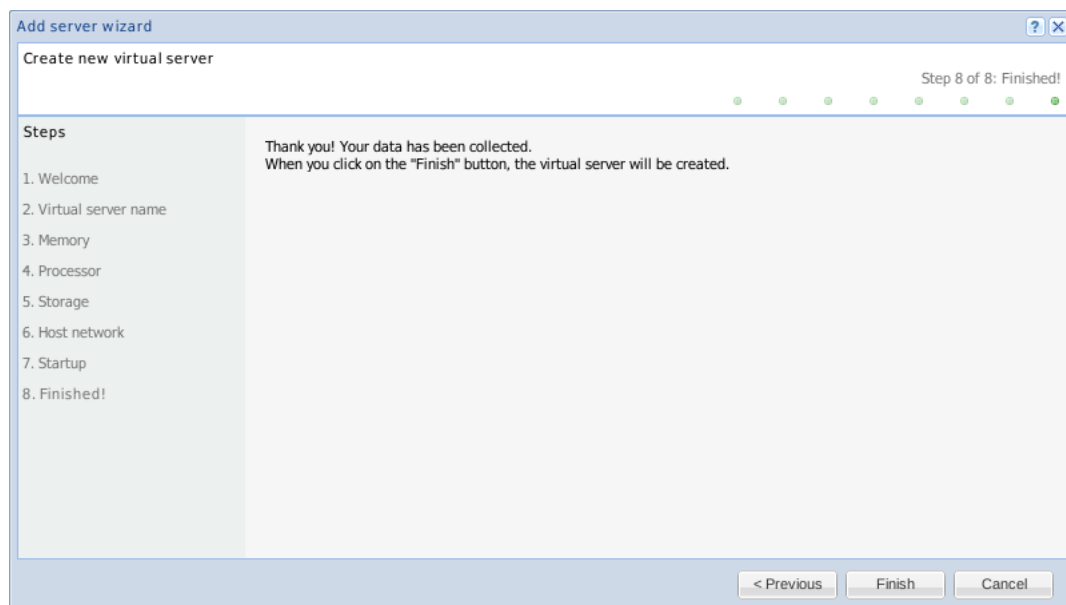 Add server wizard
?
Create new virtual server
Step 8 of 8: Finished!
Steps
1. Welcome
2. Virtual server name
3. Memory
4. Processor
5. Storage
6. Host network
7. Startup
8. Finished!
Thank you! Your data has been collected.
When you click on the "Finish" button, the virtual server will be created.
< Previous
Finish
Cancel